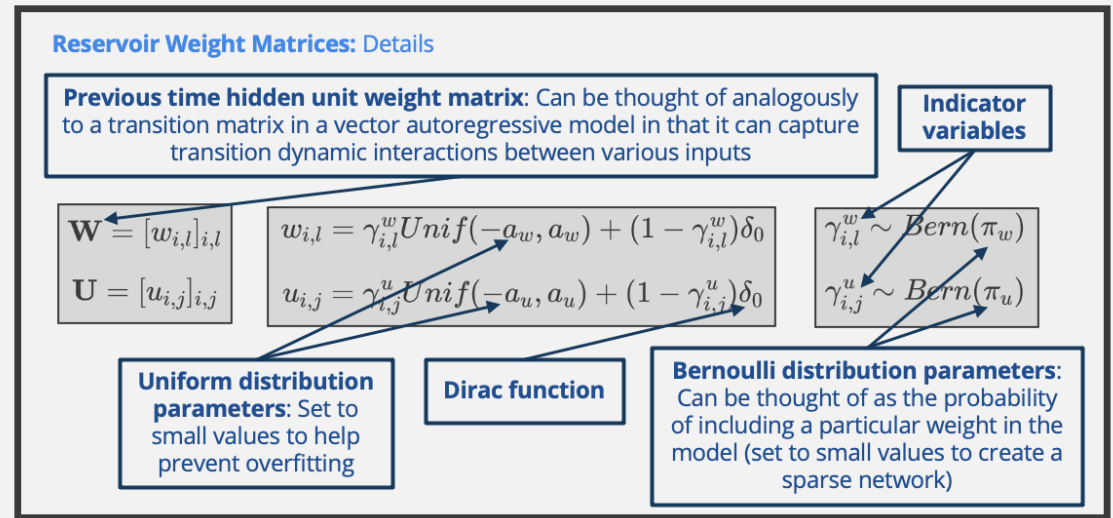 Reservoir Weight Matrices: Details
Previous time hidden unit weight matrix: Can be thought of analogously
to a transition matrix in a vector autoregressive model in that it can capture
transition dynamic interactions between various inputs
Indicator
variables
𝐖 = [w_{i,l}]_{i,l}
𝐔 = [u_{i,j}]_{i,j}
w_{i,l} = γ^w_{i,l}Unif(−a_w, a_w) + (1 − γ^w_{i,l})δ_0
u_{i,j} = γ^u_{i,j}Unif(−a_u, a_u) + (1 − γ^u_{i,j})δ_0
γ^w_{i,l} ∼ Bern(π_w)
γ^u_{i,j} ∼ Bern(π_u)
Uniform distribution
parameters: Set to
small values to help
prevent overfitting
Dirac function
Bernoulli distribution parameters:
Can be thought of as the probability
of including a particular weight in the
model (set to small values to create a
sparse network)